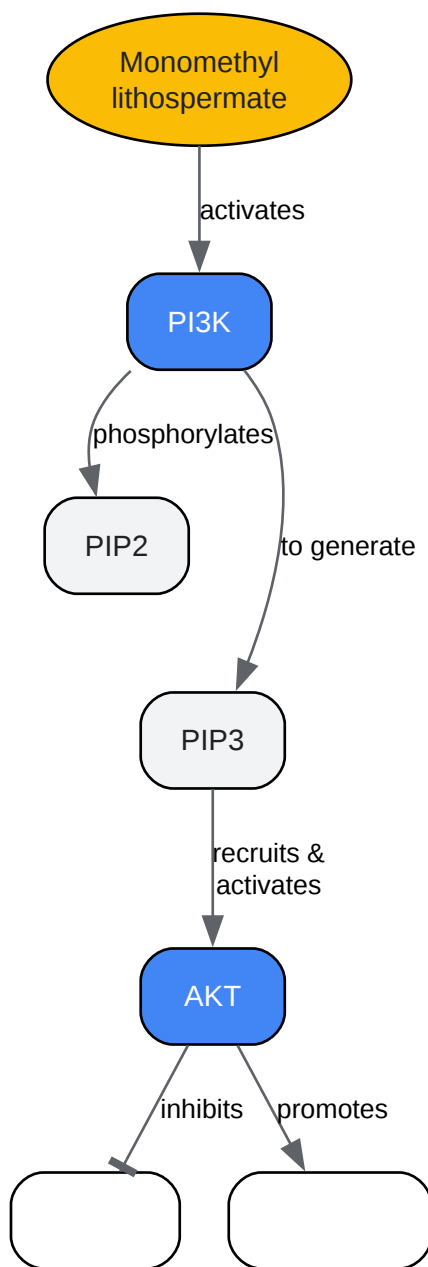 Monomethyl
lithospermate
activates
PI3K
phosphorylates
PIP2
to generate
PIP3
recruits &
activates
AKT
inhibits
promotes